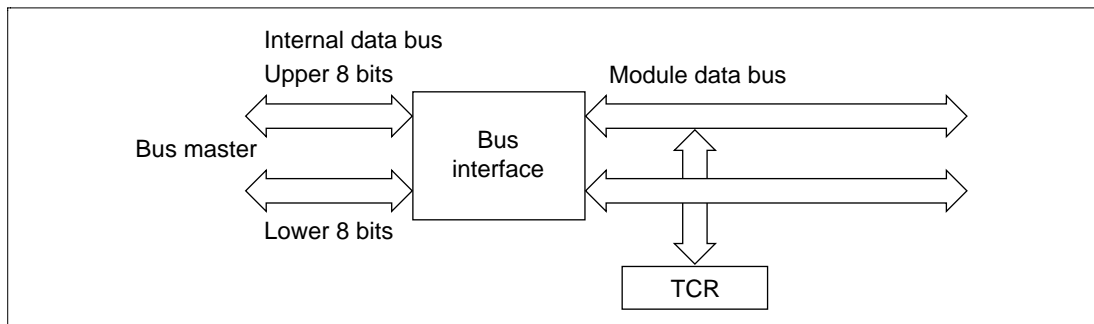 Internal data bus
Upper 8 bits
Module data bus
Bus master
Bus
interface
Lower 8 bits
TCR